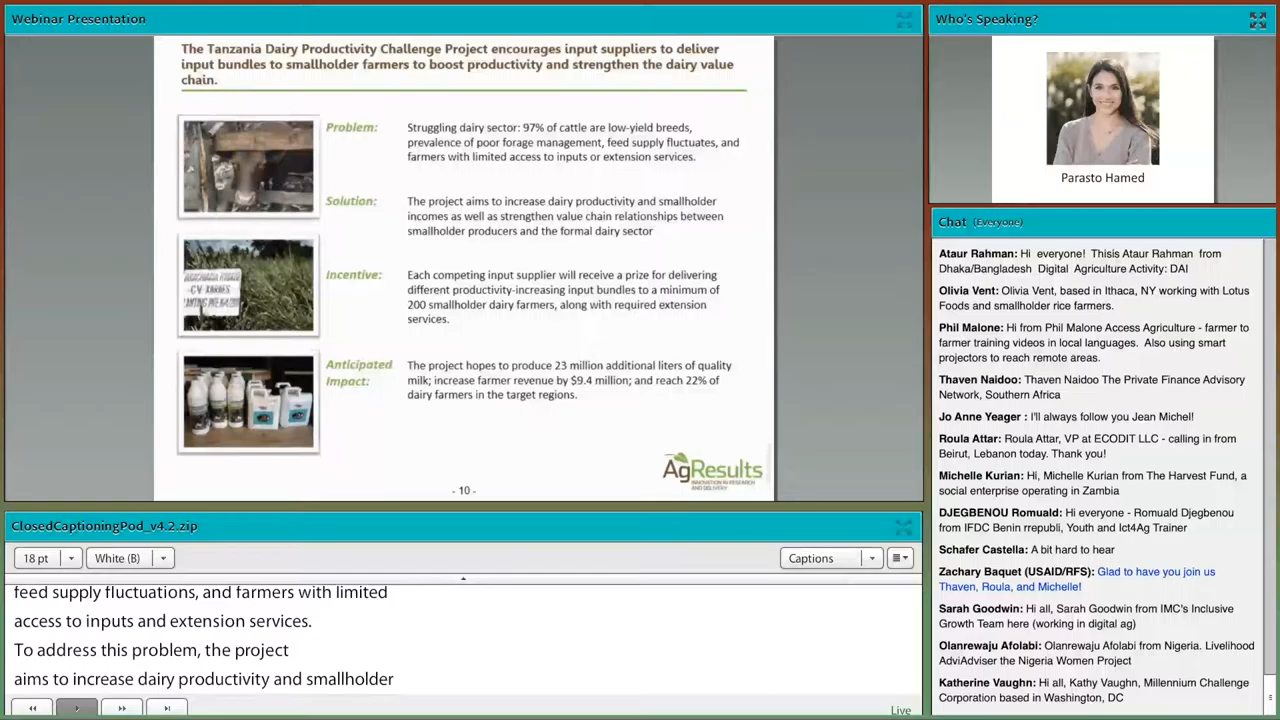 Webinar Presentation
The Tanzania Dairy Productivity Challenge Project encourages input suppliers to deliver
input bundles to smallholder farmers to boost productivity and strengthen the dairy value
chain.
Problem:
Struggling dairy sector: 97% of cattle are low-yield breeds,
prevalence of poor forage management, feed supply fluctuates, and
farmers with limited access to inputs or extension services.
Solution:
The project aims to increase dairy productivity and smallholder
incomes as well as strengthen value chain relationships between
smallholder producers and the formal dairy sector
Incentive:
Each competing input supplier will receive a prize for delivering
different productivity-increasing input bundles to a minimum of
200 smallholder dairy farmers, along with required extension
services.
Anticipated
Impact:
The project hopes to produce 23 million additional liters of quality
milk; increase farmer revenue by $9.4 million; and reach 22% of
dairy farmers in the target regions.
- 10 -
AgResults
INNOVATION IN RESEARCH
AND DELIVERY
Who's Speaking?
Parasto Hamed
Chat (Everyone)
Ataur Rahman: Hi everyone! Thisis Ataur Rahman from
Dhaka/Bangladesh Digital Agriculture Activity: DAI
Olivia Vent: Olivia Vent, based in Ithaca, NY working with Lotus
Foods and smallholder rice farmers.
Phil Malone: Hi from Phil Malone Access Agriculture - farmer to
farmer training videos in local languages. Also using smart
projectors to reach remote areas.
Thaven Naidoo: Thaven Naidoo The Private Finance Advisory
Network, Southern Africa
Jo Anne Yeager : I'll always follow you Jean Michel!
Roula Attar: Roula Attar, VP at ECODIT LLC - calling in from
Beirut, Lebanon today. Thank you!
Michelle Kurian: Hi, Michelle Kurian from The Harvest Fund, a
social enterprise operating in Zambia
DJEGBENOU Romuald: Hi everyone - Romuald Djegbenou
from IFDC Benin rrepubli, Youth and Ict4Ag Trainer
Schafer Castella: A bit hard to hear
Zachary Baquet (USAID/RFS): Glad to have you join us
Thaven, Roula, and Michelle!
Sarah Goodwin: Hi all, Sarah Goodwin from IMC's Inclusive
Growth Team here (working in digital ag)
Olanrewaju Afolabi: Olanrewaju Afolabi from Nigeria. Livelihood
AdviAdviser the Nigeria Women Project
Katherine Vaughn: Hi all, Kathy Vaughn, Millennium Challenge
Corporation based in Washington, DC
ClosedCaptioningPod_v4.2.zip
18 pt
White (B)
Captions
feed supply fluctuations, and farmers with limited
access to inputs and extension services.
To address this problem, the project
aims to increase dairy productivity and smallholder
Live